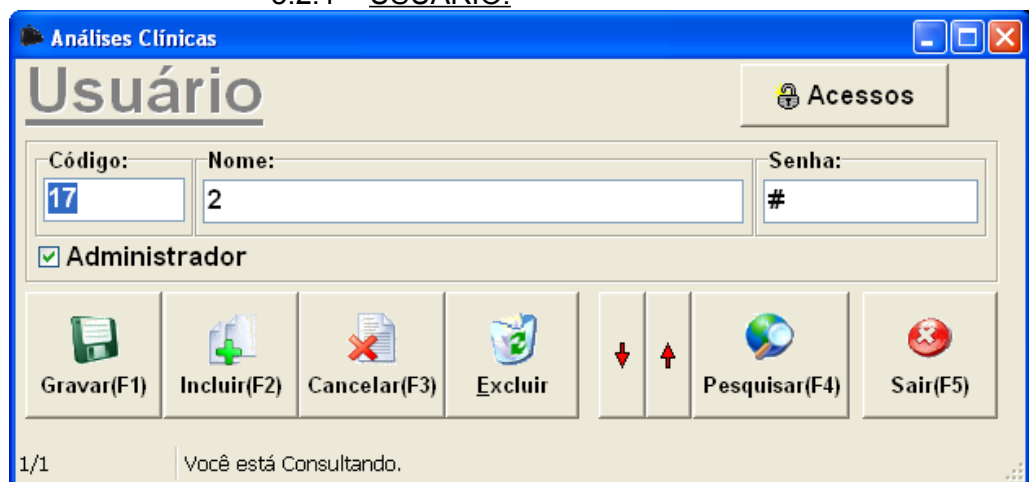 USUÁRIO:
Análises Clínicas
Usuário
Acessos
Código: Nome: Senha:
17 2 #
Administrador
Gravar(F1) Incluir(F2) Cancelar(F3) Excluir Pesquisar(F4) Sair(F5)
1/1 Você está Consultando.